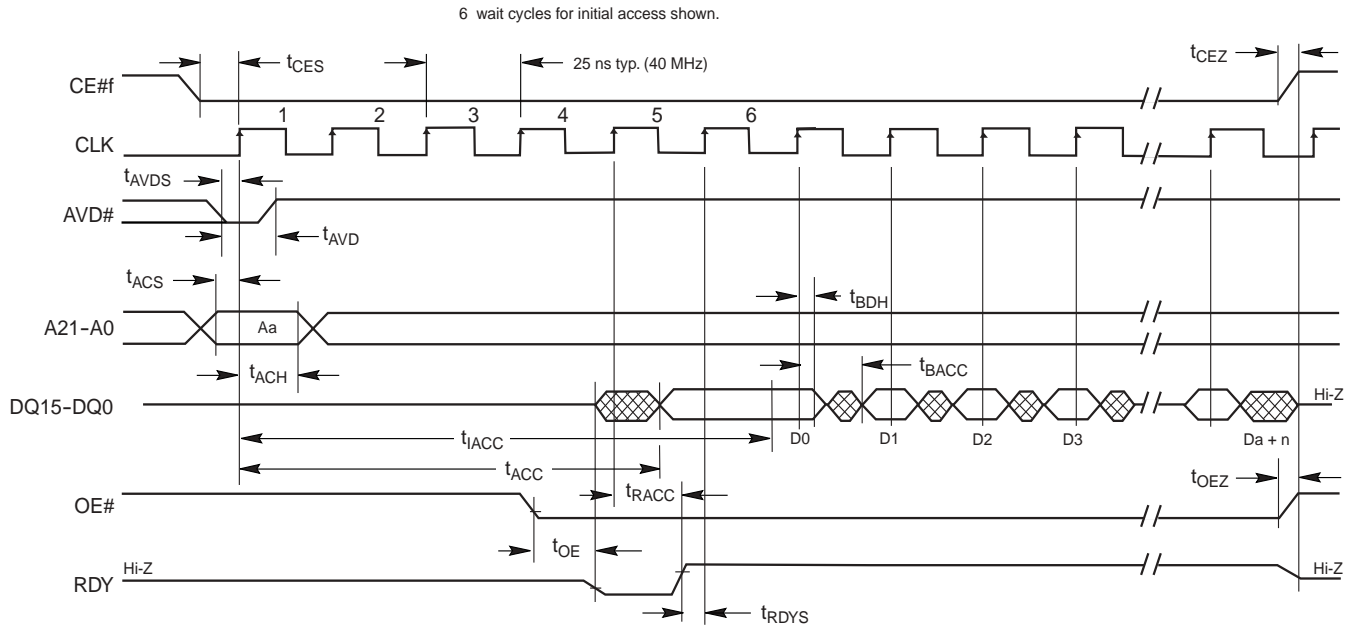 6 wait cycles for initial access shown.
tCES
25 ns typ. (40 MHz)
tCEZ
CE#f
1 2 3 4 5 6
CLK
tAVDS
AVD#
tAVD
tACS
tBDH
A21-A0
Aa
tACH
tBACC
DQ15-DQ0
Hi-Z
D0 D1 D2 D3 Da + n
tIACC
tACC
tOEZ
tRACC
OE#
tOE
Hi-Z
Hi-Z
RDY
tRDYS